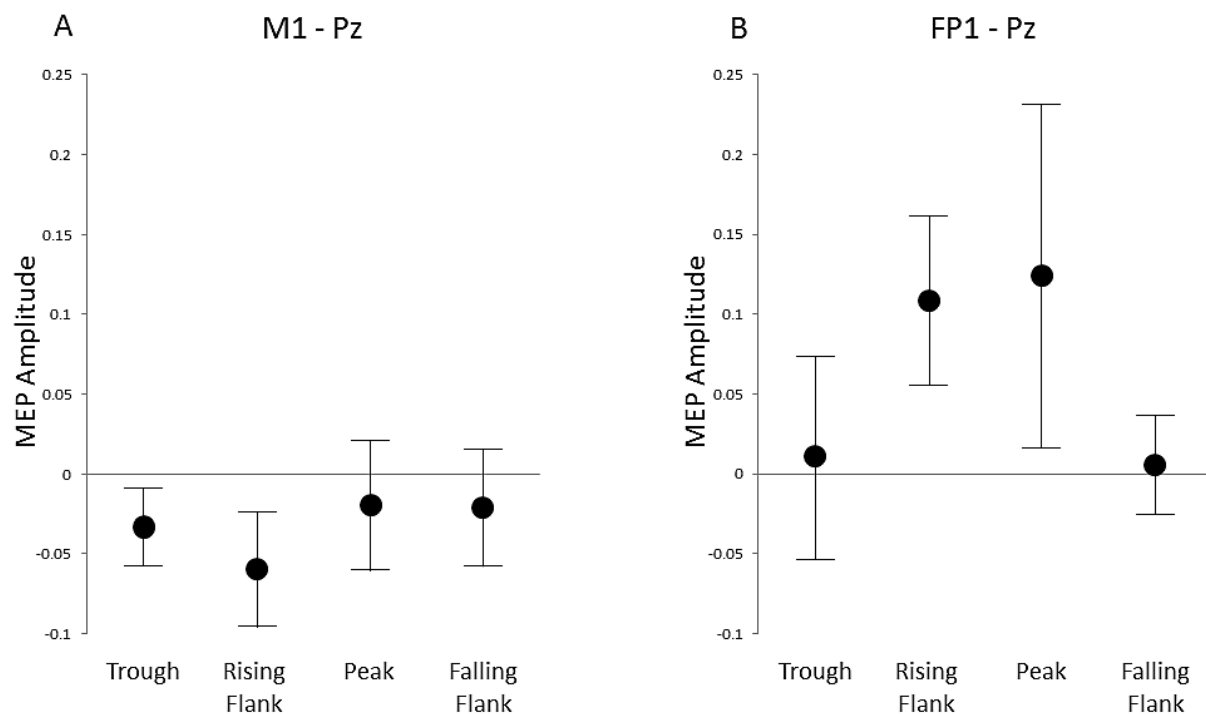 A
M1 - Pz
MEP Amplitude
0.25
0.2
0.15
0.1
0.05
0
-0.05
-0.1
Trough
Rising
Flank
Peak
Falling
Flank
B
FP1 - Pz
MEP Amplitude
0.25
0.2
0.15
0.1
0.05
0
-0.05
-0.1
Trough
Rising
Flank
Peak
Falling
Flank